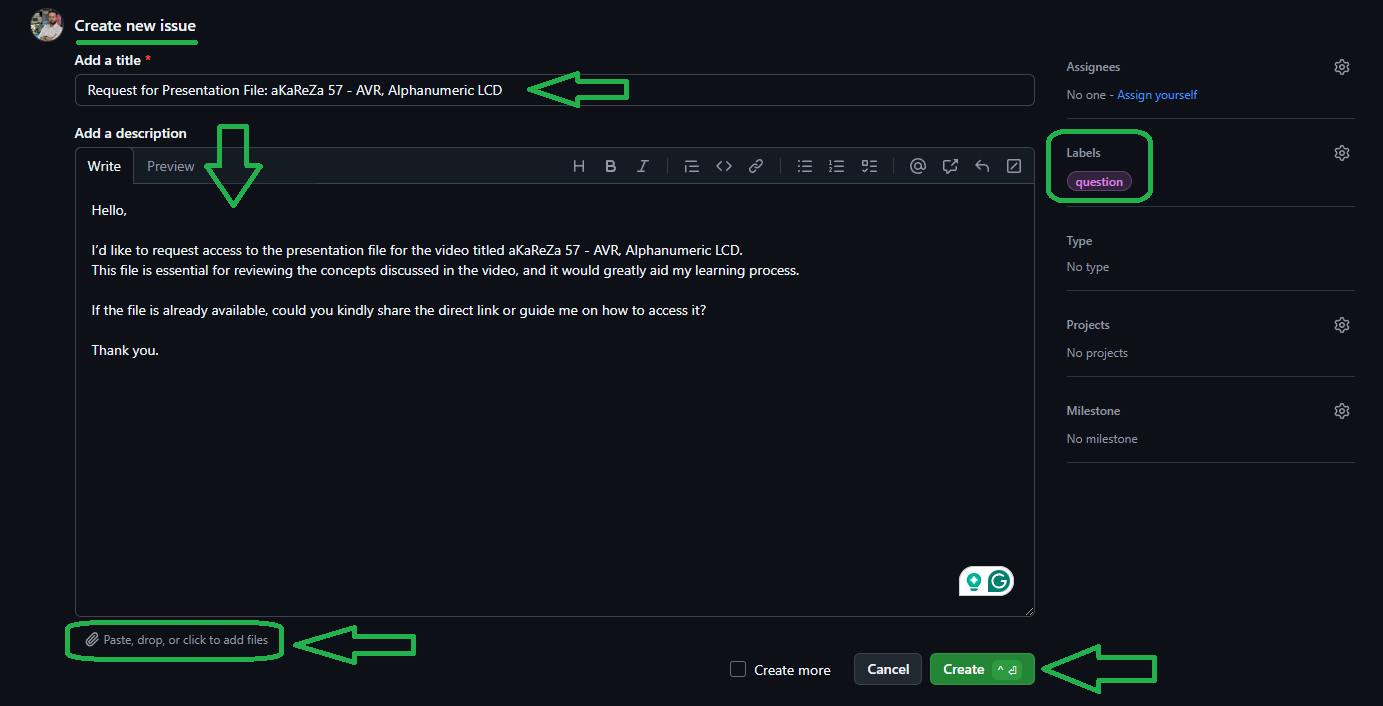 Create new issue
Add a title *
Request for Presentation File: aKaReZa 57 - AVR, Alphanumeric LCD
Add a description
Write Preview
Hello,
I'd like to request access to the presentation file for the video titled aKaReZa 57 - AVR, Alphanumeric LCD.
This file is essential for reviewing the concepts discussed in the video, and it would greatly aid my learning process.
If the file is already available, could you kindly share the direct link or guide me on how to access it?
Thank you.
Paste, drop, or click to add files
Create more Cancel Create
Assignees
No one - Assign yourself
Labels
question
Type
No type
Projects
No projects
Milestone
No milestone